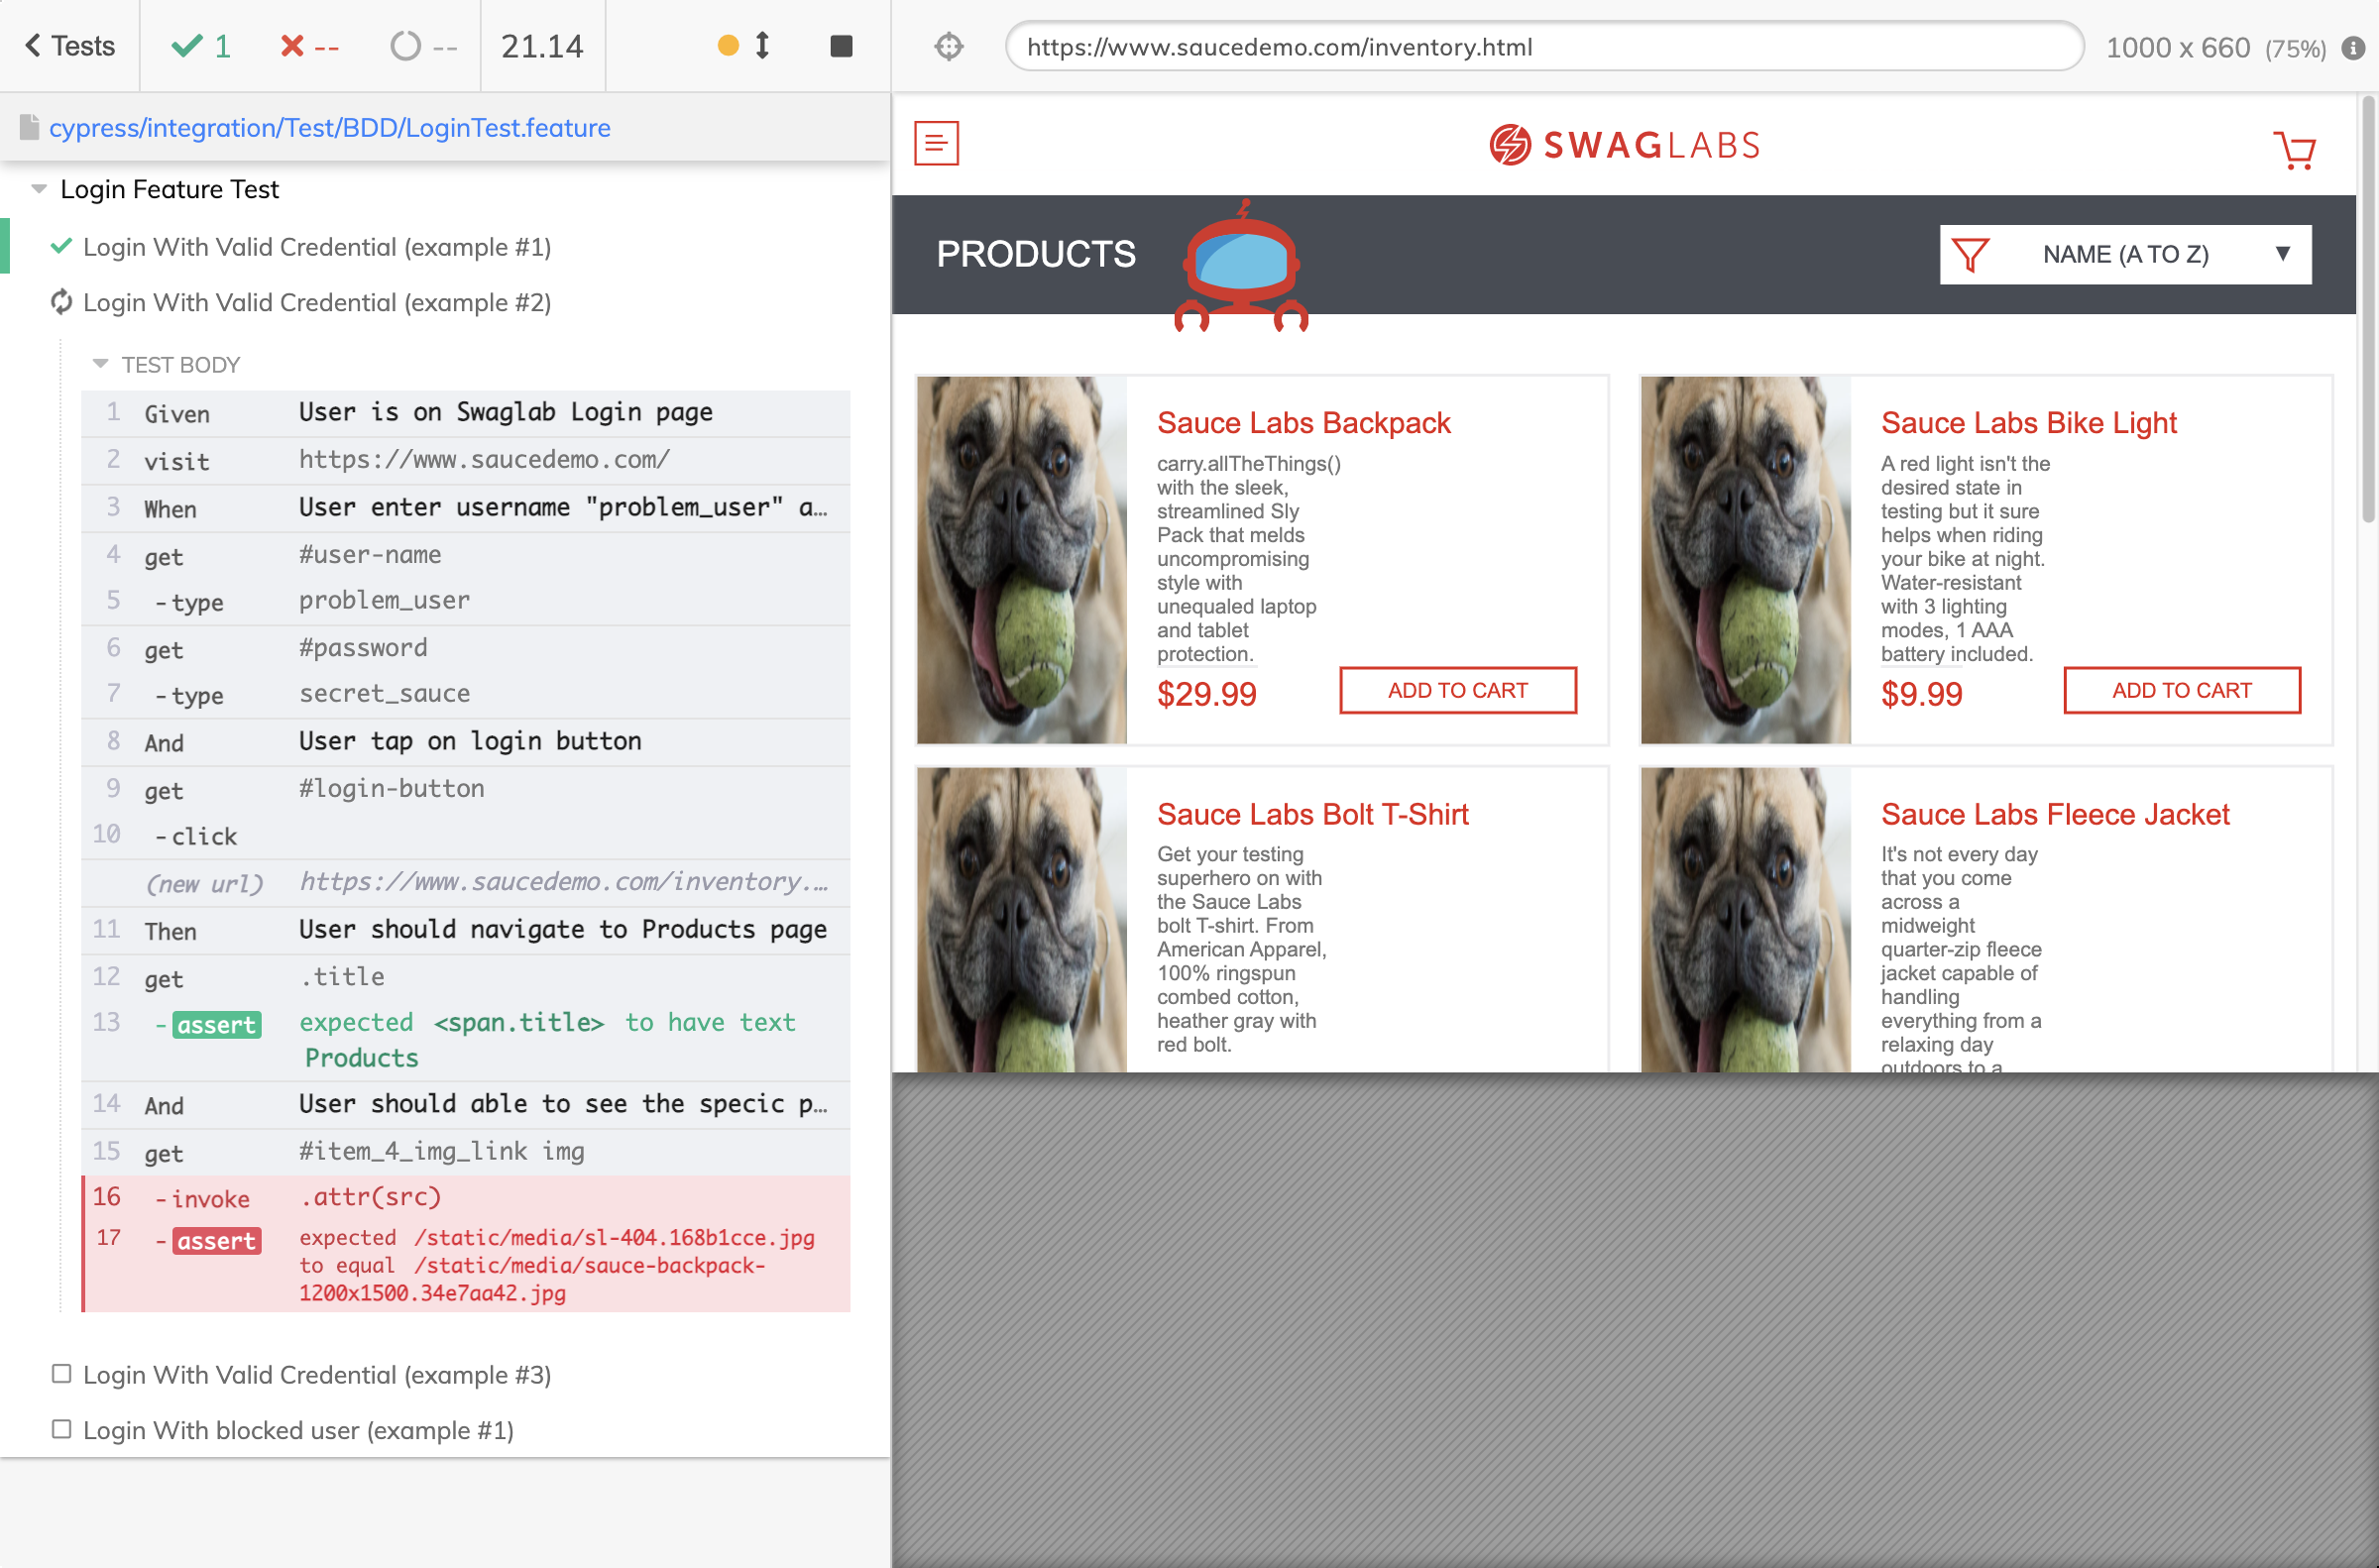 Tests
1
--
--
21.14
https://www.saucedemo.com/inventory.html
1000 x 660 (75%)
cypress/integration/Test/BDD/LoginTest.feature
Login Feature Test
Login With Valid Credential (example #1)
Login With Valid Credential (example #2)
TEST BODY
1 Given User is on Swaglab Login page
2 visit https://www.saucedemo.com/
3 When User enter username "problem_user" a…
4 get #user-name
5 -type problem_user
6 get #password
7 -type secret_sauce
8 And User tap on login button
9 get #login-button
10 -click
(new url) https://www.saucedemo.com/inventory.…
11 Then User should navigate to Products page
12 get .title
13 -assert expected <span.title> to have text
Products
14 And User should able to see the specic p…
15 get #item_4_img_link img
16 -invoke .attr(src)
17 -assert expected /static/media/sl-404.168b1cce.jpg
to equal /static/media/sauce-backpack-
1200x1500.34e7aa42.jpg
Login With Valid Credential (example #3)
Login With blocked user (example #1)
SWAGLABS
PRODUCTS
NAME (A TO Z)
Sauce Labs Backpack
carry.allTheThings()
with the sleek,
streamlined Sly
Pack that melds
uncompromising
style with
unequaled laptop
and tablet
protection.
$29.99
ADD TO CART
Sauce Labs Bike Light
A red light isn't the
desired state in
testing but it sure
helps when riding
your bike at night.
Water-resistant
with 3 lighting
modes, 1 AAA
battery included.
$9.99
ADD TO CART
Sauce Labs Bolt T-Shirt
Get your testing
superhero on with
the Sauce Labs
bolt T-shirt. From
American Apparel,
100% ringspun
combed cotton,
heather gray with
red bolt.
Sauce Labs Fleece Jacket
It's not every day
that you come
across a
midweight
quarter-zip fleece
jacket capable of
handling
everything from a
relaxing day
outdoors to a